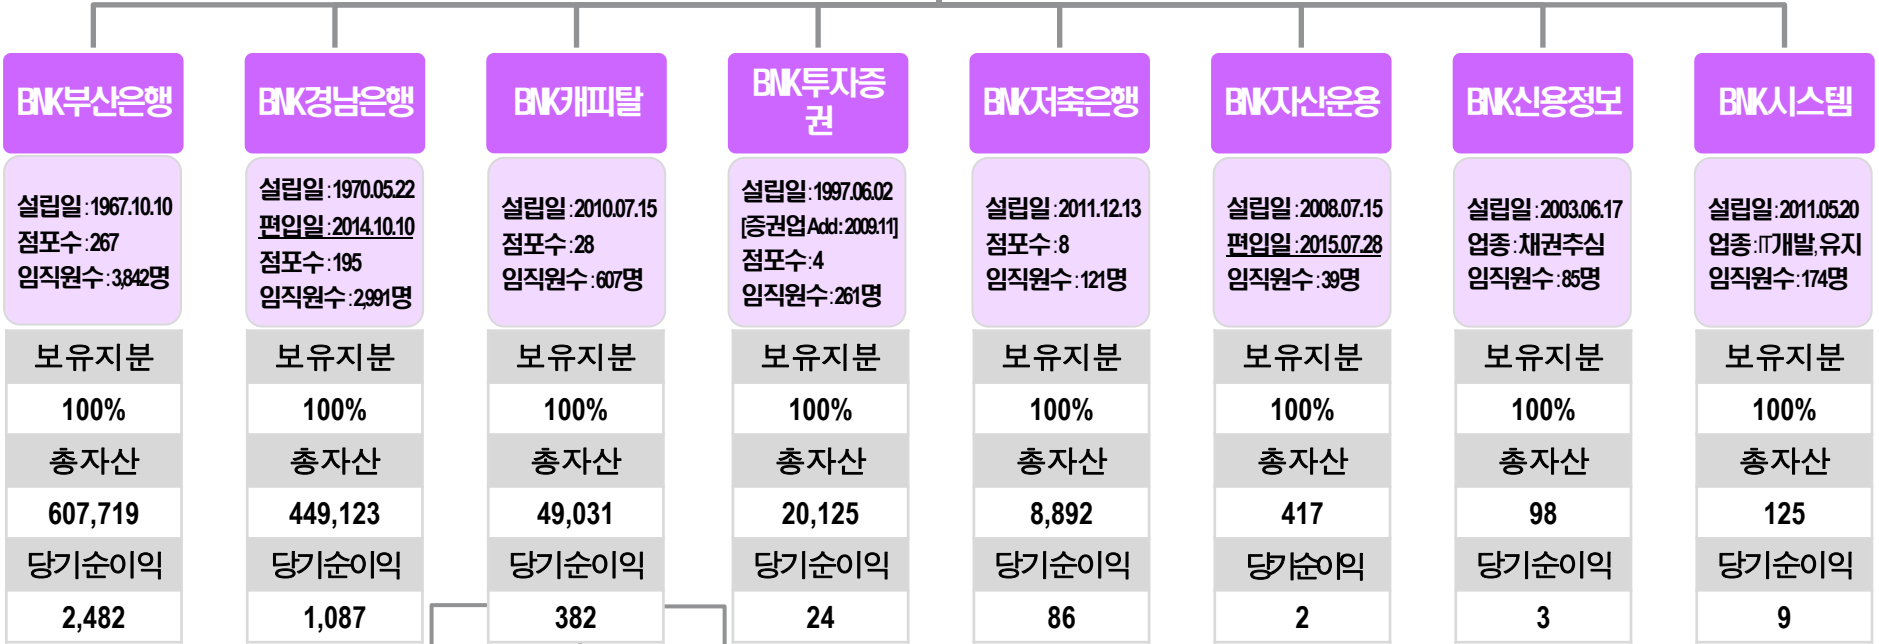 BNK부산은행
설립일:1967.10.10
점포수:267
임직원수:3,842명
보유지분
100%
총자산
607,719
당기순이익
2,482
BNK경남은행
설립일:1970.05.22
편입일:2014.10.10
점포수:195
임직원수:2,991명
보유지분
100%
총자산
449,123
당기순이익
1,087
BNK캐피탈
설립일:2010.07.15
점포수:28
임직원수:607명
보유지분
100%
총자산
49,031
당기순이익
382
BNK투자증
권
설립일:1997.06.02
[증권업Add:2009.11]
점포수:4
임직원수:261명
보유지분
100%
총자산
20,125
당기순이익
24
BNK저축은행
설립일:2011.12.13
점포수:8
임직원수:121명
보유지분
100%
총자산
8,892
당기순이익
86
BNK자산운용
설립일:2008.07.15
편입일:2015.07.28
임직원수:39명
보유지분
100%
총자산
417
당기순이익
2
BNK신용정보
설립일:2003.06.17
업종:채권추심
임직원수:85명
보유지분
100%
총자산
98
당기순이익
3
BNK시스템
설립일:2011.05.20
업종:IT개발,유지
임직원수:174명
보유지분
100%
총자산
125
당기순이익
9